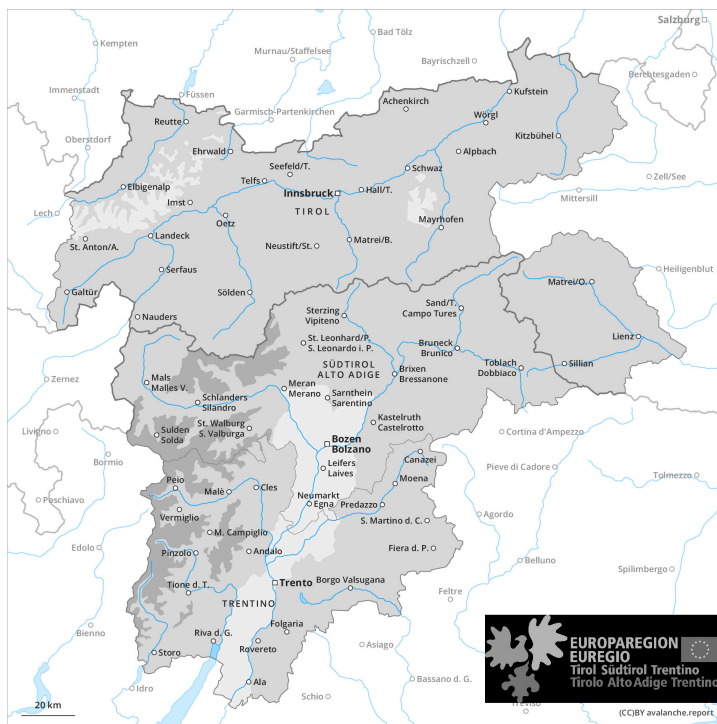 Salzburg
Kempten
Bad Tölz
Murnau/Staffelsee
Bayrischzell
Berchtesgaden
Immenstadt
Füssen
Achenkirch
Kufstein
Garmisch-Partenkirchen
Reutte
Wörgl
Oberstdorf
Kitzbühel
Ehrwald
Alpbach
Seefeld/T.
Schwaz
Telfs
Zell/See
Elbigenalp
Innsbruck
Hall/T.
Mittersill
Imst
TIROL
Lech
Oetz
Mayrhofen
Landeck
Matrei/B.
St. Anton/A.
Neustift/St.
Serfaus
Heiligenblut
Matrei/O.
Galtür
Sölden
Sand/T.
Campo Tures
Sterzing
Vipiteno
Nauders
Lienz
St. Leonhard/P.
S. Leonardo i. P.
Bruneck
Brunico
SÜDTIROL
ALTO ADIGE
Toblach
Dobbiaco
Sillian
Brixen
Bressanone
Zernez
Mals
Malles V.
Meran
Merano
Sarnthein
Sarentino
Schlanders
Silandro
St. Walburg
S. Valburga
Kastelruth
Castelrotto
Livigno
Sulden
Solda
Cortina d'Ampezzo
Bozen
Bolzano
Canazei
Bormio
Leifers
Laives
Pieve di Cadore
Tolmezzo
Peio
Malè
Cles
Moena
Poschiavo
Neumarkt
Egna
Predazzo
Vermiglio
S. Martino d. C.
Agordo
M. Campiglio
Edolo
Pinzolo
Andalo
Fiera d. P.
Belluno
Spilimbergo
Tione d. T.
Trento
Borgo Valsugana
Feltre
TRENTINO
Bienno
Riva d. G.
Folgaria
Rovereto
Asiago
Storo
Ala
Bassano d. G.
Idro
Schio
Treviso
EUROPAREGION
EUREGIO
Tirol Südtirol Trentino
Tirolo Alto Adige Trentino
20 km
(CC)BY avalanche.report